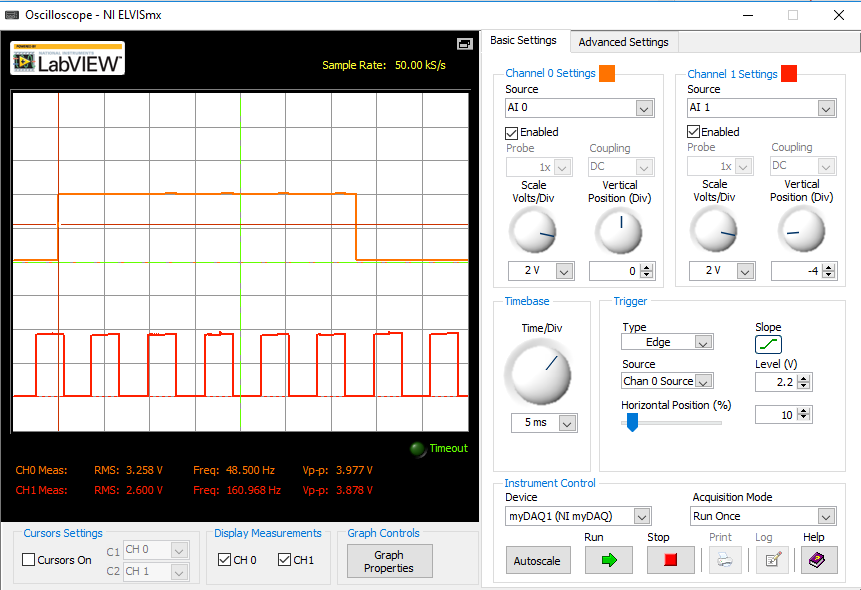 Oscilloscope - NI ELVISmx
POWERED BY
NATIONAL INSTRUMENTS
LabVIEW™
Sample Rate: 50.00 kS/s
Timeout
CH0 Meas: RMS: 3.258 V Freq: 48.500 Hz Vp-p: 3.977 V
CH1 Meas: RMS: 2.600 V Freq: 160.968 Hz Vp-p: 3.878 V
Cursors Settings
Cursors On
C1 CH 0
C2 CH 1
Display Measurements
CH 0 CH1
Graph Controls
Graph
Properties
Basic Settings Advanced Settings
Channel 0 Settings
Source
AI 0
Enabled
Probe Coupling
1x DC
Scale Vertical
Volts/Div Position (Div)
2 V 0
Channel 1 Settings
Source
AI 1
Enabled
Probe Coupling
1x DC
Scale Vertical
Volts/Div Position (Div)
2 V -4
Timebase
Time/Div
5 ms
Trigger
Type Slope
Edge
Source Level (V)
Chan 0 Source 2.2
Horizontal Position (%)
10
Instrument Control
Device Acquisition Mode
myDAQ1 (NI myDAQ) Run Once
Run Stop Print Log Help
Autoscale